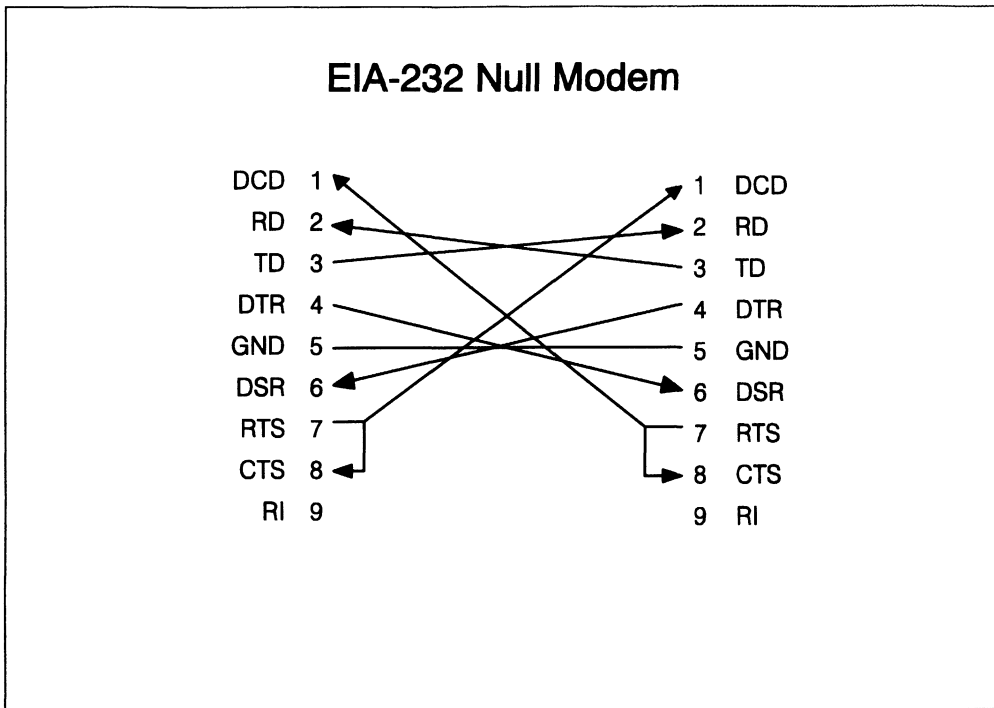 EIA-232 Null Modem
DCD 1 1 DCD
RD 2 2 RD
TD 3 3 TD
DTR 4 4 DTR
GND 5 5 GND
DSR 6 6 DSR
RTS 7 7 RTS
CTS 8 8 CTS
RI 9 9 RI